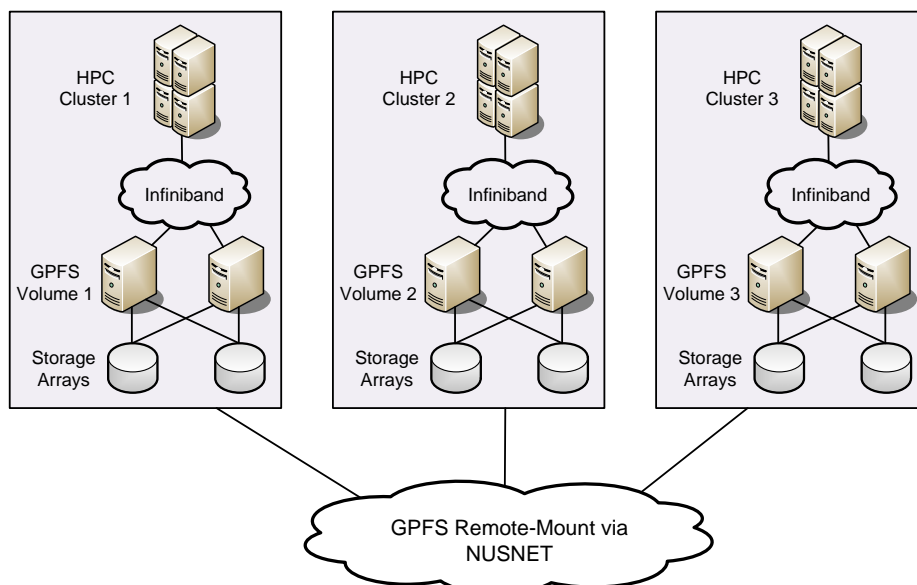 HPC
Cluster 1
Infiniband
GPFS
Volume 1
Storage
Arrays
HPC
Cluster 2
Infiniband
GPFS
Volume 2
Storage
Arrays
HPC
Cluster 3
Infiniband
GPFS
Volume 3
Storage
Arrays
GPFS Remote-Mount via
NUSNET